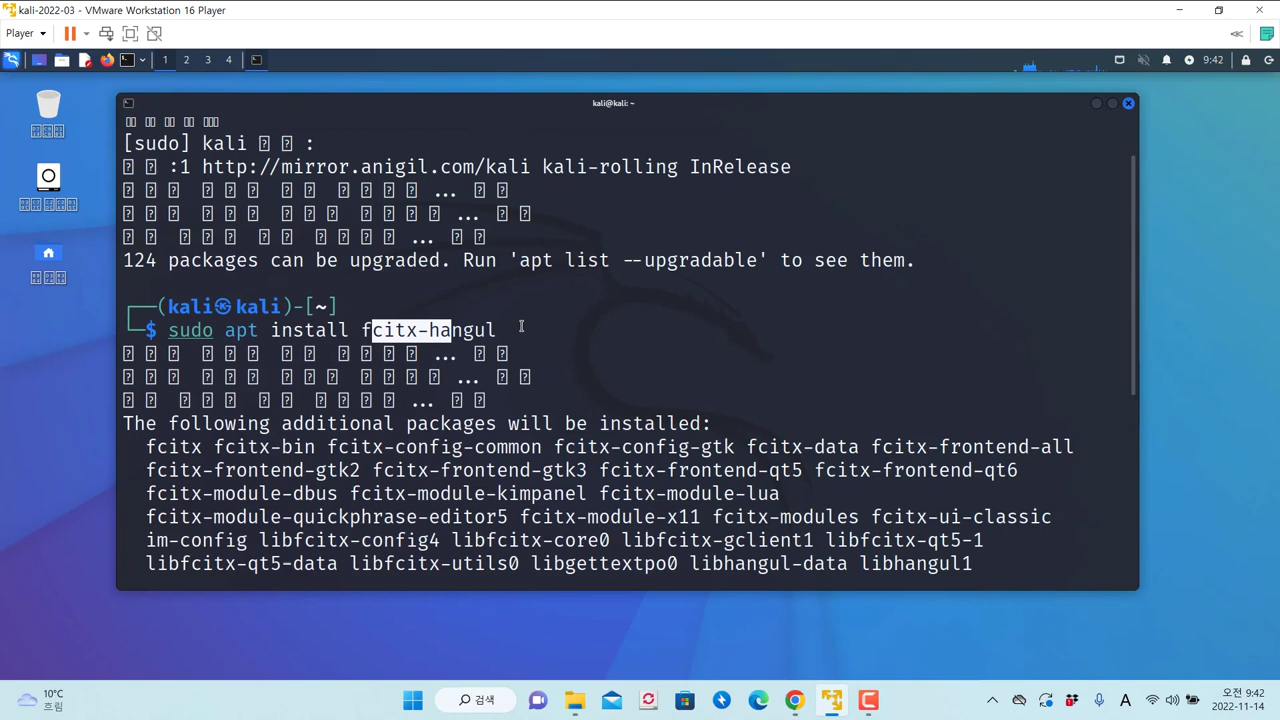 kali-2022-03 - VMware Workstation 16 Player
Player
1 2 3 4
9:42
kali@kali: ~
[sudo] kali :
:1 http://mirror.anigil.com/kali kali-rolling InRelease
...
...
...
124 packages can be upgraded. Run 'apt list --upgradable' to see them.
┌──(kali㉿kali)-[~]
└─$ sudo apt install fcitx-hangul
...
...
...
The following additional packages will be installed:
fcitx fcitx-bin fcitx-config-common fcitx-config-gtk fcitx-data fcitx-frontend-all
fcitx-frontend-gtk2 fcitx-frontend-gtk3 fcitx-frontend-qt5 fcitx-frontend-qt6
fcitx-module-dbus fcitx-module-kimpanel fcitx-module-lua
fcitx-module-quickphrase-editor5 fcitx-module-x11 fcitx-modules fcitx-ui-classic
im-config libfcitx-config4 libfcitx-core0 libfcitx-gclient1 libfcitx-qt5-1
libfcitx-qt5-data libfcitx-utils0 libgettextpo0 libhangul-data libhangul1
10°C
흐림
검색
A
오전 9:42
2022-11-14